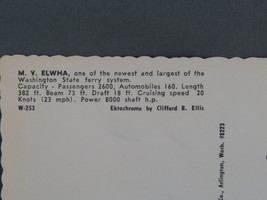 M. V. ELWHA, one of the newest and largest of the
Washington State ferry system.
Capacity - Passengers 2600, Automobiles 160. Length
382 ft. Beam 73 ft. Draft 18 ft. Cruising speed 20
Knots (23 mph). Power 8000 shaft h.p.
W-253 Ektachrome by Clifford B. Ellis
Co., Arlington, Wash. #8223